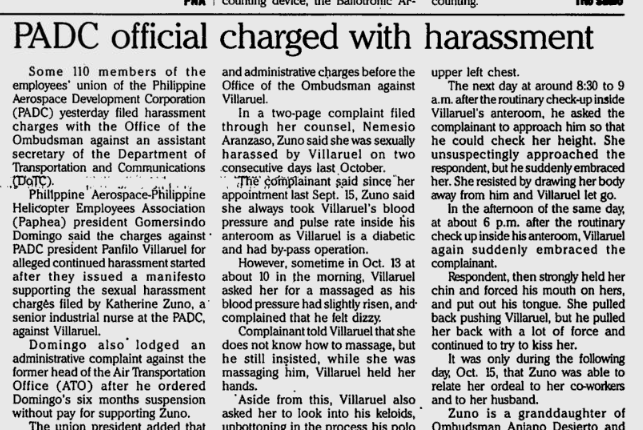 PNA
counting device, the Ballotronic Ar-
counting.
PADC official charged with harassment
Some 110 members of the
employees' union of the Philippine
Aerospace Development Corporation
(PADC) yesterday filed harassment
charges with the Office of the
Ombudsman against an assistant
secretary of the Department of
Transportation and Communications
(DoTC).
Philippine Aerospace-Philippine
Helicopter Employees Association
(Paphea) president Gomersindo
Domingo said the charges against
PADC president Panfilo Villaruel for
alleged continued harassment started
after they issued a manifesto
supporting the sexual harassment
charges filed by Katherine Zuno, a
senior industrial nurse at the PADC,
against Villaruel.
Domingo also lodged an
administrative complaint against the
former head of the Air Transportation
Office (ATO) after he ordered
Domingo's six months suspension
without pay for supporting Zuno.
The union president added that
and administrative charges before the
Office of the Ombudsman against
Villaruel.
In a two-page complaint filed
through her counsel, Nemesio
Aranzaso, Zuno said she was sexually
harassed by Villaruel on two
consecutive days last October.
The complainant said since her
appointment last Sept. 15, Zuno said
she always took Villaruel's blood
pressure and pulse rate inside his
anteroom as Villaruel is a diabetic
and had by-pass operation.
However, sometime in Oct. 13 at
about 10 in the morning, Villaruel
asked her for a massaged as his
blood pressure had slightly risen, and
complained that he felt dizzy.
Complainant told Villaruel that she
does not know how to massage, but
he still insisted, while she was
massaging him, Villaruel held her
hands.
Aside from this, Villaruel also
asked her to look into his keloids,
unbottoning in the process his polo
upper left chest.
The next day at around 8:30 to 9
a.m. after the routinary check-up inside
Villaruel's anteroom, he asked the
complainant to approach him so that
he could check her height. She
unsuspectingly approached the
respondent, but he suddenly embraced
her. She resisted by drawing her body
away from him and Villaruel let go.
In the afternoon of the same day,
at about 6 p.m. after the routinary
check up inside his anteroom, Villaruel
again suddenly embraced the
complainant.
Respondent, then strongly held her
chin and forced his mouth on hers,
and put out his tongue. She pulled
back pushing Villaruel, but he pulled
her back with a lot of force and
continued to try to kiss her.
It was only during the following
day, Oct. 15, that Zuno was able to
relate her ordeal to her co-workers
and to her husband.
Zuno is a granddaughter of
Ombudsman Aniano Desierto and